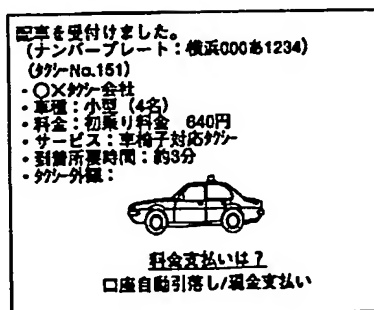 配車を受付けました。
(ナンバープレート：横浜000あ1234)
(ﾀｸｼｰNo.151)
・〇×ﾀｸｼｰ会社
・車種：小型 (4名)
・料金：初乗り料金 640円
・サービス：車椅子対応ﾀｸｼｰ
・到着所要時間：約3分
・ﾀｸｼｰ外観：
料金支払いは？
口座自動引落し/現金支払い